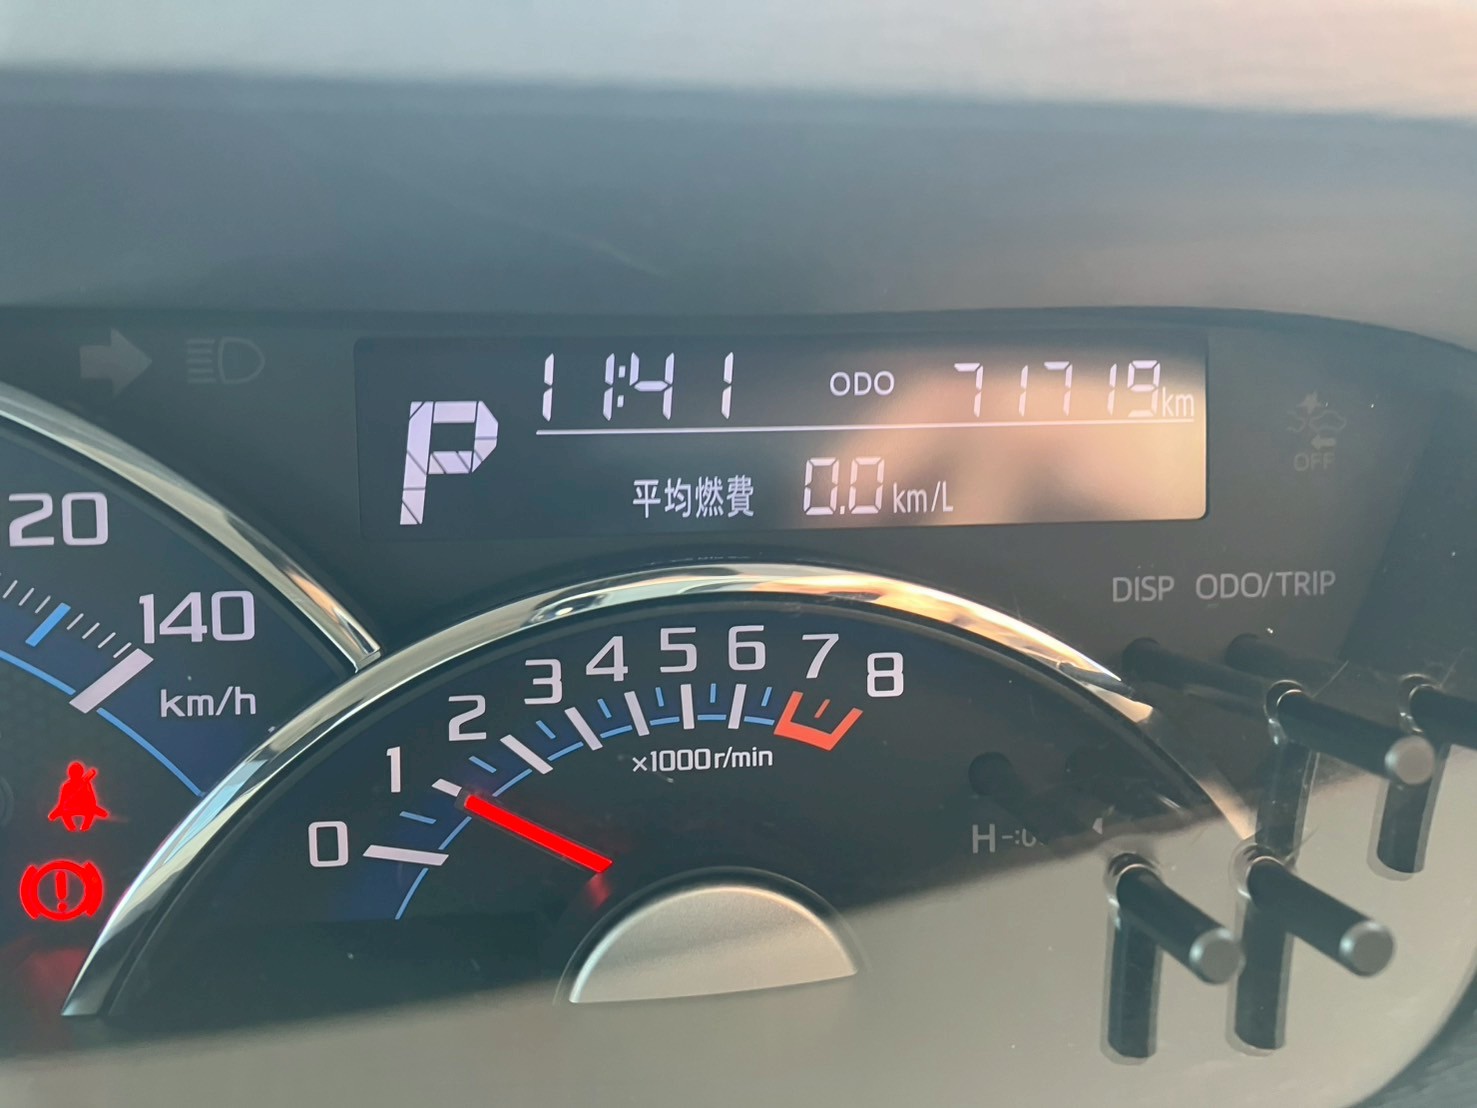 11:41 ODO 71719km
P
平均燃費 0.0km/L
OFF
DISP ODO/TRIP
20
140
km/h
0 1 2 3 4 5 6 7 8
×1000r/min
H